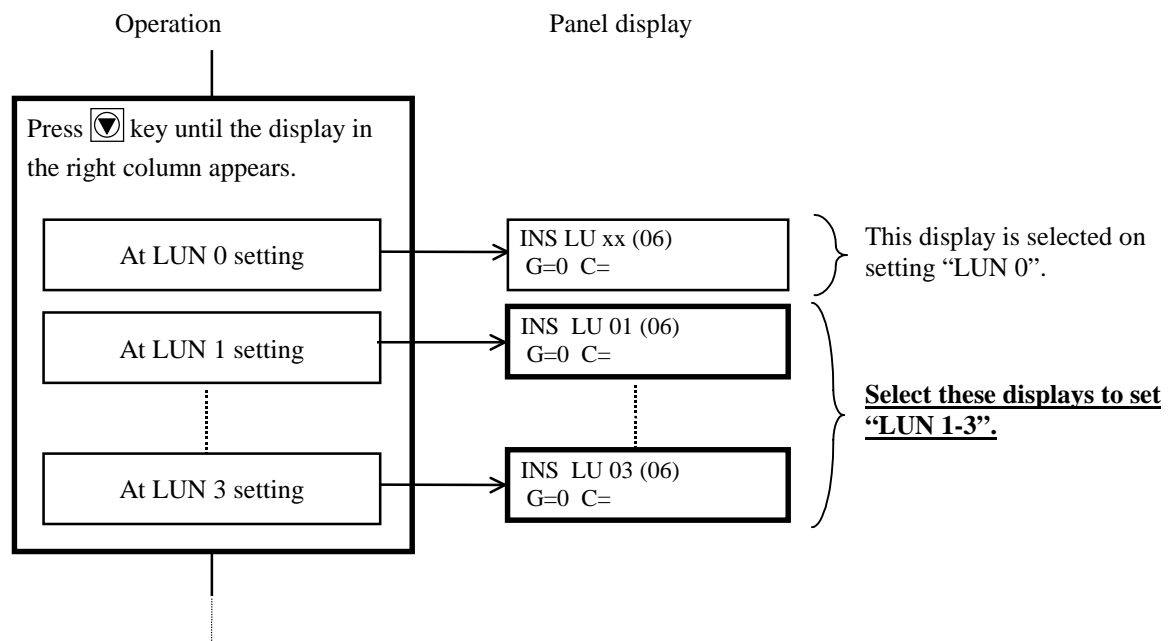 Operation
Panel display
Press ▼ key until the display in
the right column appears.
At LUN 0 setting
INS LU xx (06)
G=0 C=
This display is selected on
setting “LUN 0”.
At LUN 1 setting
INS LU 01 (06)
G=0 C=
Select these displays to set
“LUN 1-3”.
At LUN 3 setting
INS LU 03 (06)
G=0 C=